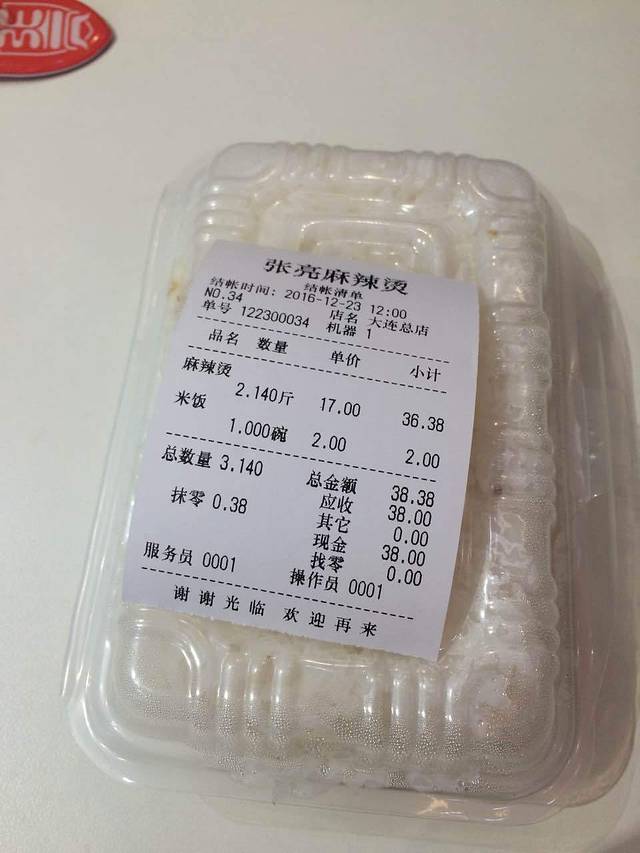 张亮麻辣烫
结帐清单
结帐时间: 2016-12-23 12:00
NO.34 店名 大连总店
单号 122300034 机器 1
品名 数量 单价 小计
麻辣烫
2.140斤 17.00 36.38
米饭
1.000碗 2.00 2.00
总数量 3.140 总金额 38.38
应收 38.00
抹零 0.38 其它 0.00
现金 38.00
找零 0.00
服务员 0001 操作员 0001
谢谢光临 欢迎再来